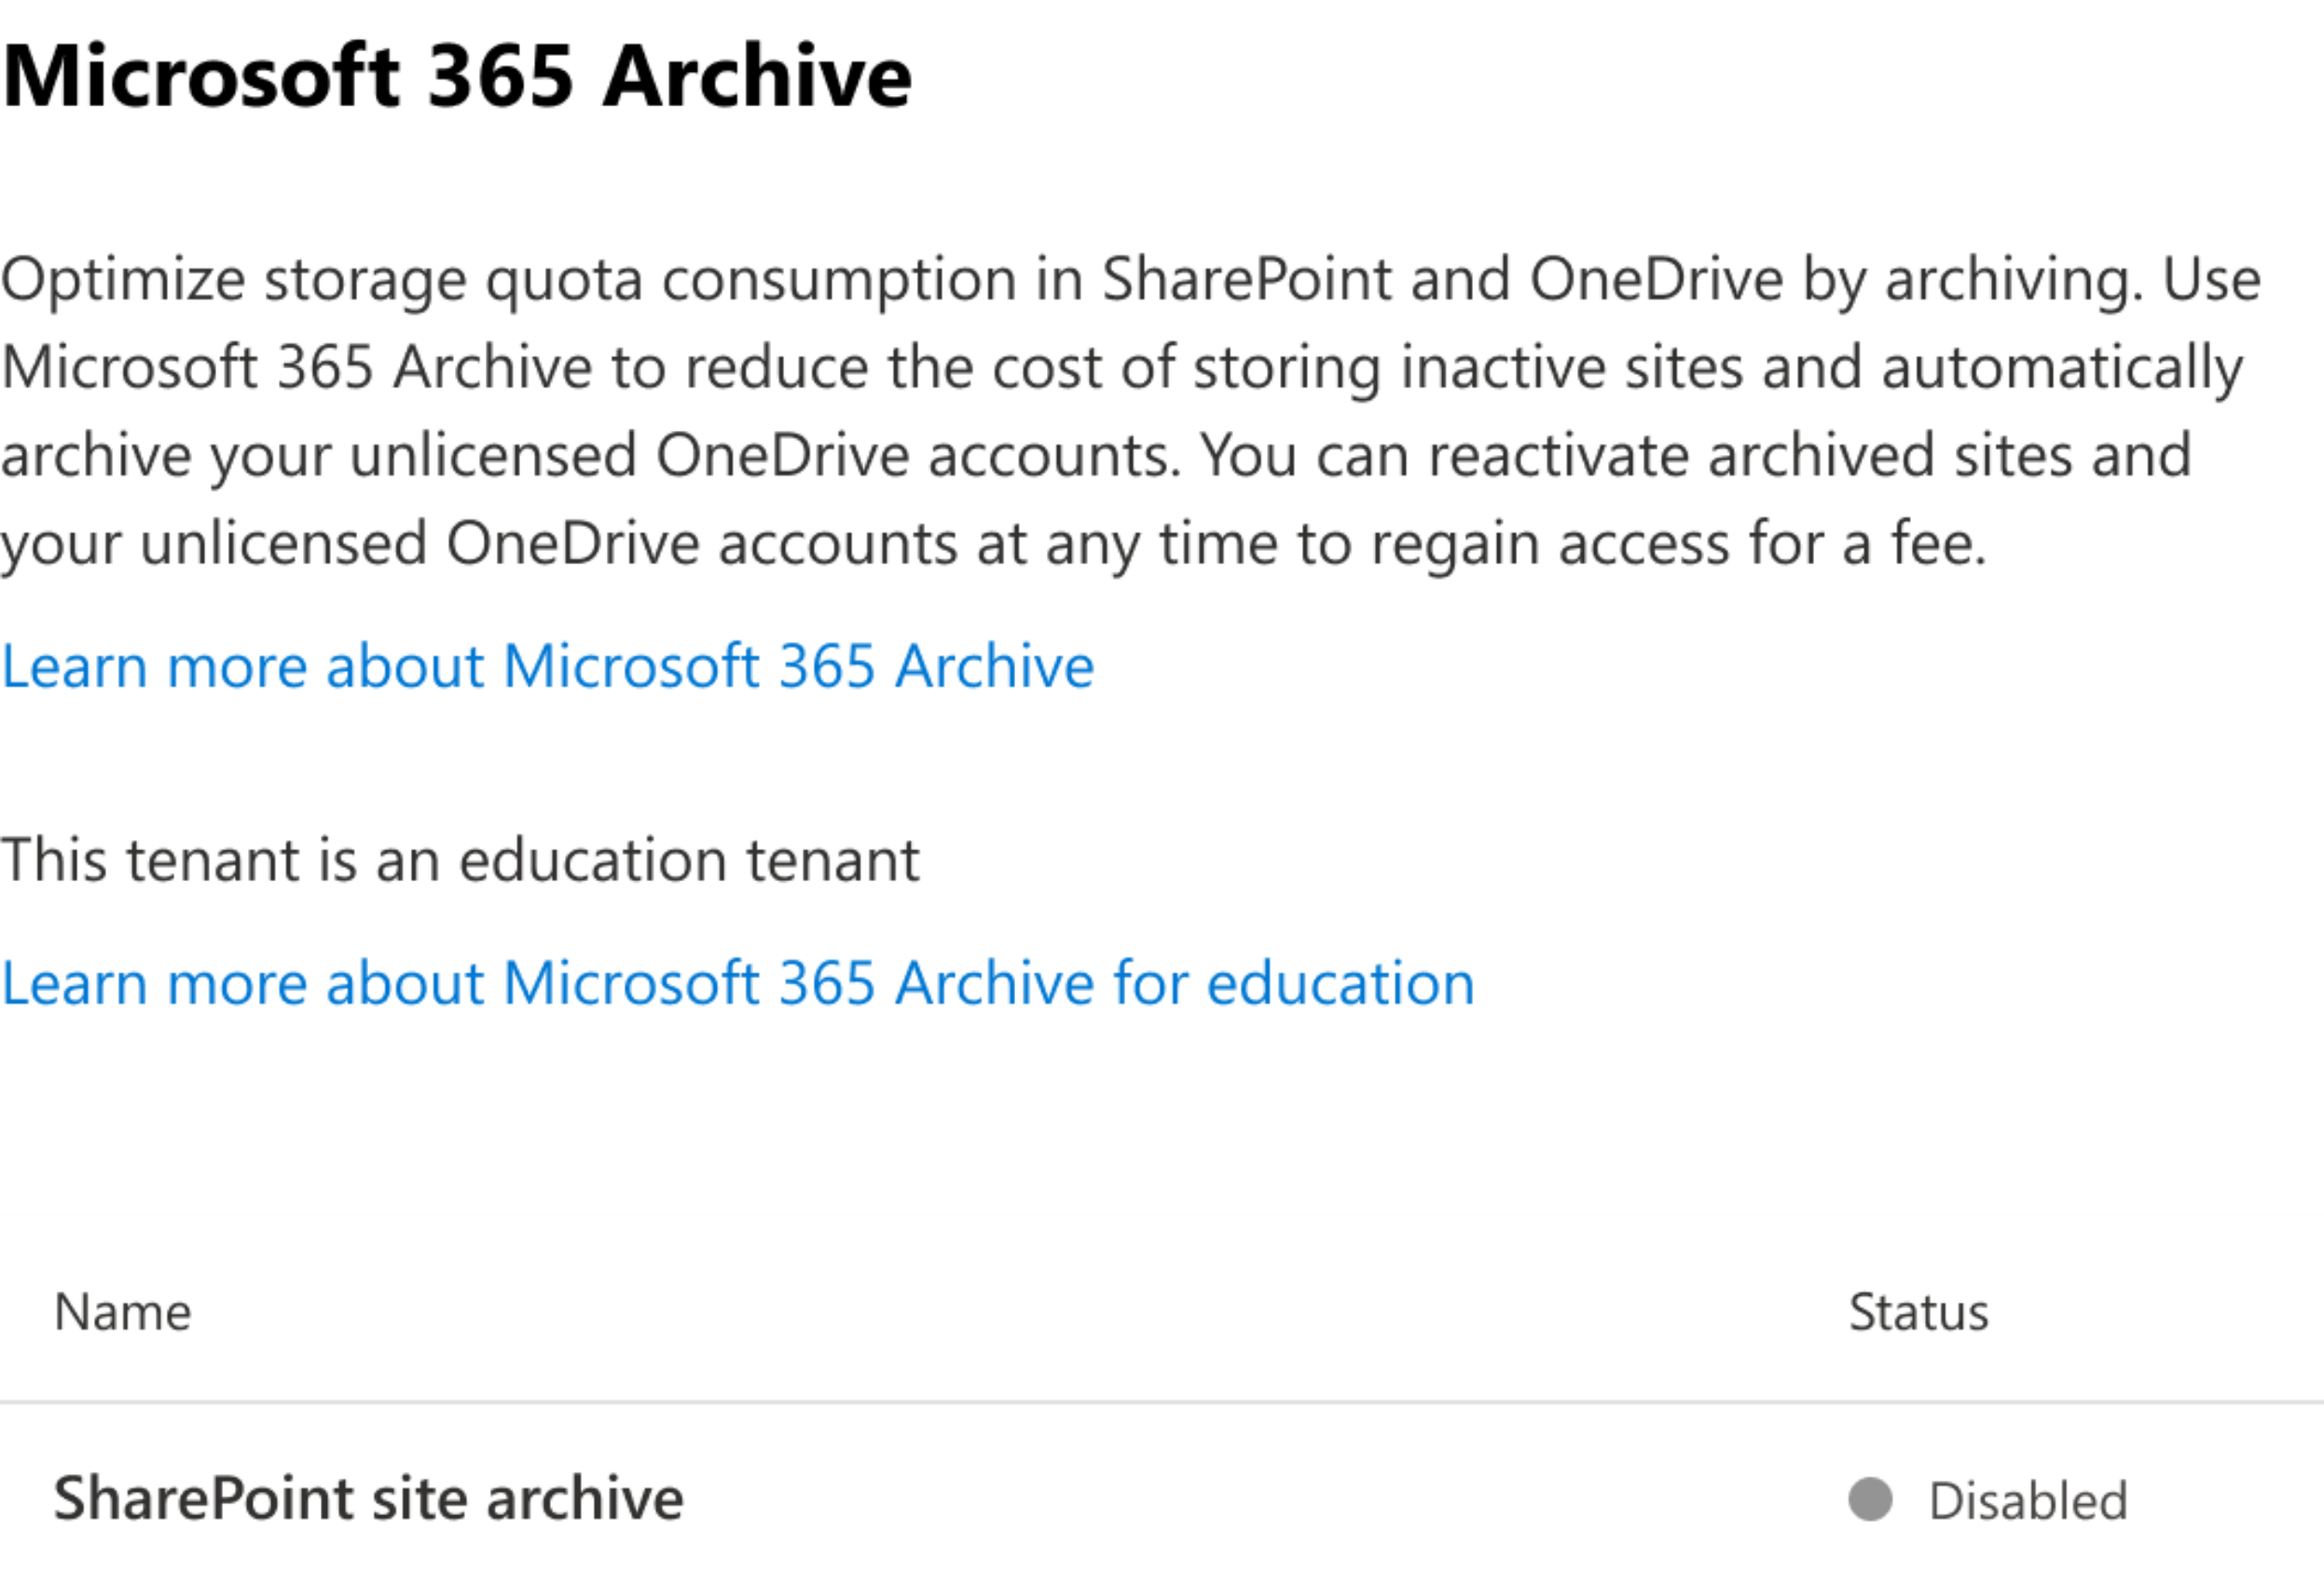 Microsoft 365 Archive
Optimize storage quota consumption in SharePoint and OneDrive by archiving. Use
Microsoft 365 Archive to reduce the cost of storing inactive sites and automatically
archive your unlicensed OneDrive accounts. You can reactivate archived sites and
your unlicensed OneDrive accounts at any time to regain access for a fee.
Learn more about Microsoft 365 Archive
This tenant is an education tenant
Learn more about Microsoft 365 Archive for education
Name Status
SharePoint site archive Disabled